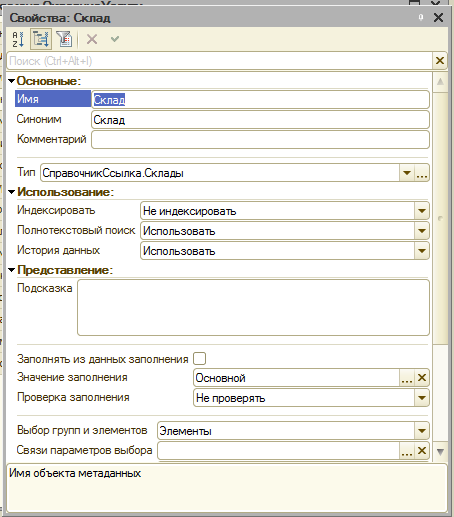 Свойства: Склад
Поиск (Ctrl+Alt+I)
Основные:
Имя Склад
Синоним Склад
Комментарий
Тип СправочникСсылка.Склады ...
Использование:
Индексировать Не индексировать
Полнотекстовый поиск Использовать
История данных Использовать
Представление:
Подсказка
Заполнять из данных заполнения
Значение заполнения Основной ...
Проверка заполнения Не проверять
Выбор групп и элементов Элементы
Связи параметров выбора ...
Имя объекта метаданных